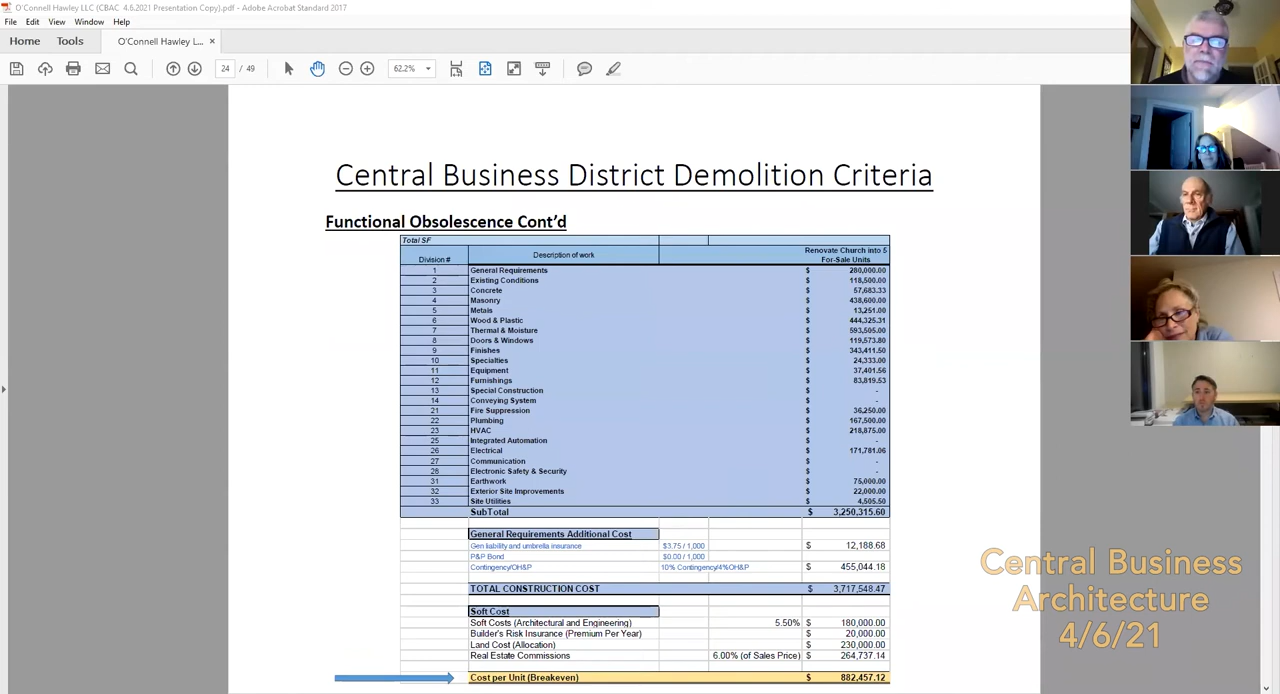 O'Connell Hawley LLC (CBAC 4.6.2021 Presentation Copy).pdf - Adobe Acrobat Standard 2017
File Edit View Window Help
Home Tools O'Connell Hawley L... ×
24 / 49 62.2%
Central Business District Demolition Criteria
Functional Obsolescence Cont'd
Total SF
Division # Description of work Renovate Church into 5 For-Sale Units
1 General Requirements $ 280,000.00
2 Existing Conditions $ 118,500.00
3 Concrete $ 57,683.33
4 Masonry $ 438,600.00
5 Metals $ 13,251.00
6 Wood & Plastic $ 444,325.31
7 Thermal & Moisture $ 593,505.00
8 Doors & Windows $ 119,573.80
9 Finishes $ 343,411.50
10 Specialties $ 24,333.00
11 Equipment $ 37,401.56
12 Furnishings $ 83,819.53
13 Special Construction $ -
14 Conveying System $ -
21 Fire Suppression $ 36,250.00
22 Plumbing $ 167,500.00
23 HVAC $ 218,875.00
25 Integrated Automation $ -
26 Electrical $ 171,781.06
27 Communication $ -
28 Electronic Safety & Security $ -
31 Earthwork $ 75,000.00
32 Exterior Site Improvements $ 22,000.00
33 Site Utilities $ 4,505.50
SubTotal $ 3,250,315.60
General Requirements Additional Cost
Gen liability and umbrella insurance $3.75 / 1,000 $ 12,188.68
P&P Bond $0.00 / 1,000
Contingency/OH&P 10% Contingency/4%OH&P $ 455,044.18
TOTAL CONSTRUCTION COST $ 3,717,548.47
Soft Cost
Soft Costs (Architectural and Engineering) 5.50% $ 180,000.00
Builder's Risk Insurance (Premium Per Year) $ 20,000.00
Land Cost (Allocation) $ 230,000.00
Real Estate Commissions 6.00% (of Sales Price) $ 264,737.14
Cost per Unit (Breakeven) $ 882,457.12
Central Business
Architecture
4/6/21